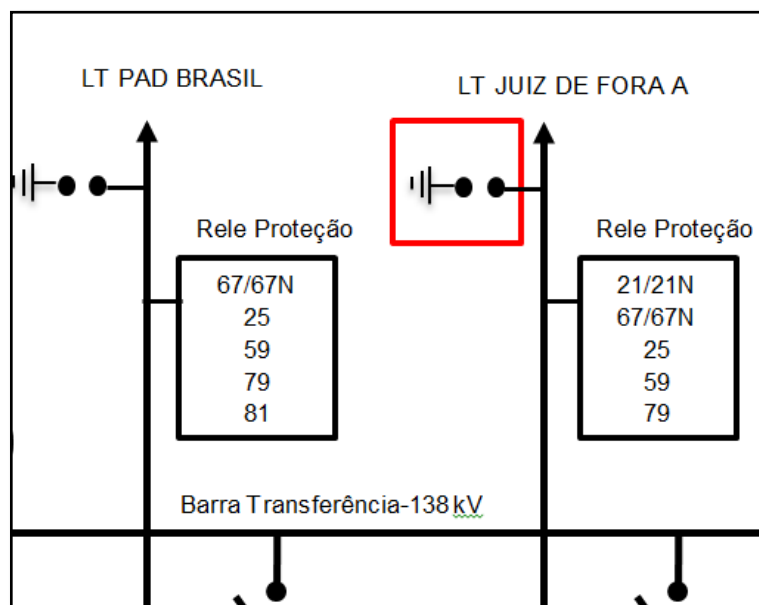 LT PAD BRASIL
LT JUIZ DE FORA A
Rele Proteção
67/67N
25
59
79
81
Rele Proteção
21/21N
67/67N
25
59
79
Barra Transferência-138 kV